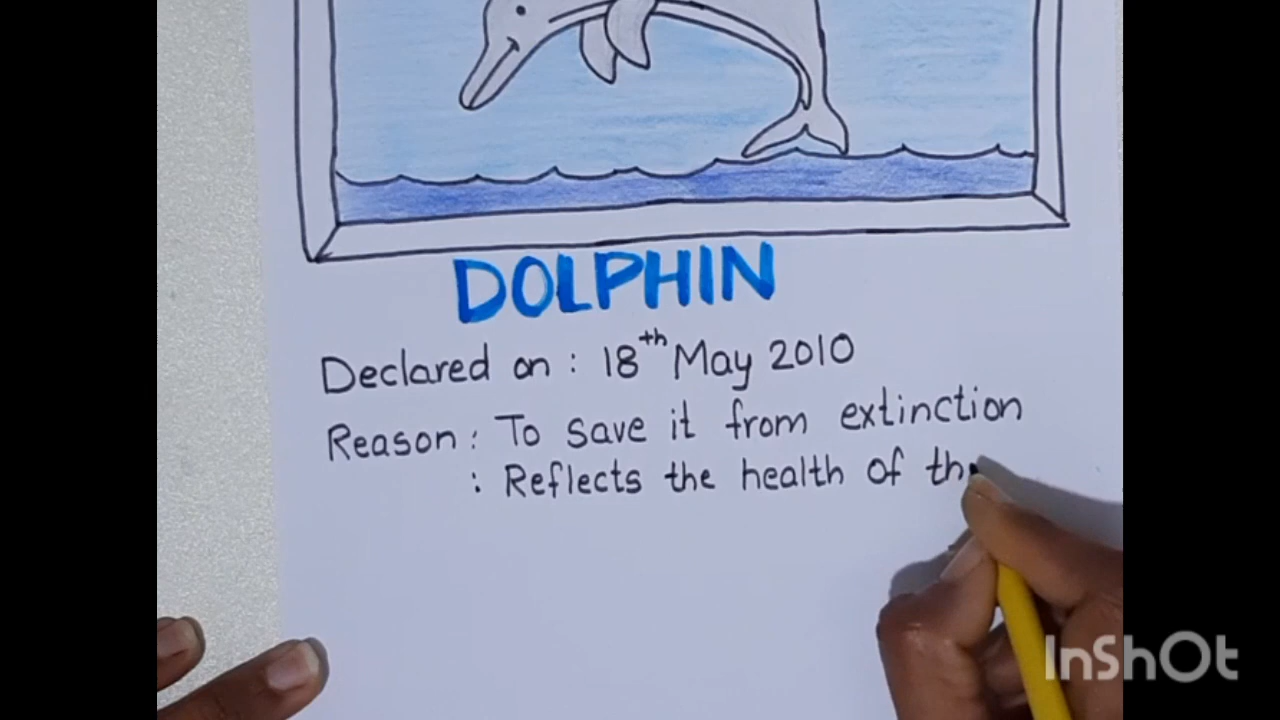 DOLPHIN
Declared on : 18th May 2010
Reason : To save it from extinction
: Reflects the health of
InShOt